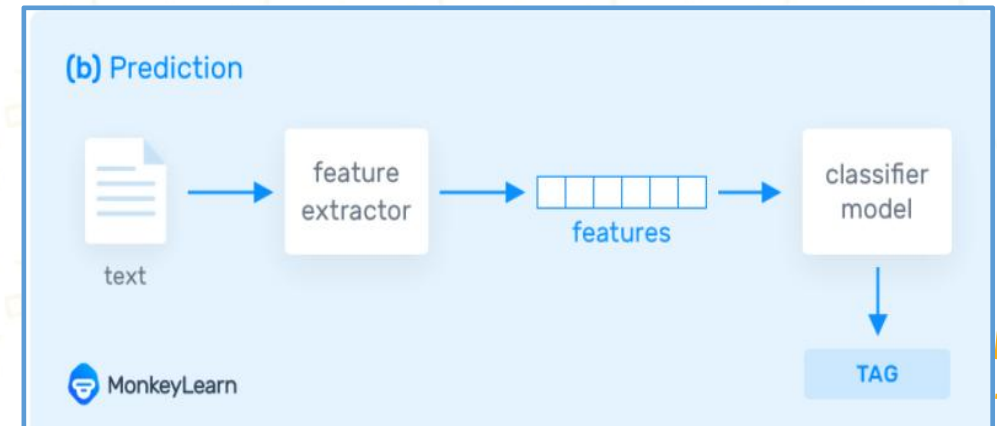 (b) Prediction
text
feature
extractor
features
classifier
model
TAG
MonkeyLearn